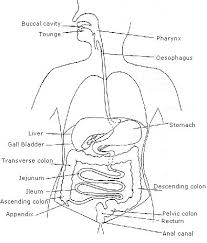 Buccal cavity
Tounge
Pharynx
Oesophagus
Stomach
Liver
Gall Bladder
Transverse colon
Jejunum
Ileum
Descending colon
Ascending colon
Appendix
Pelvic colon
Rectum
Anal canal